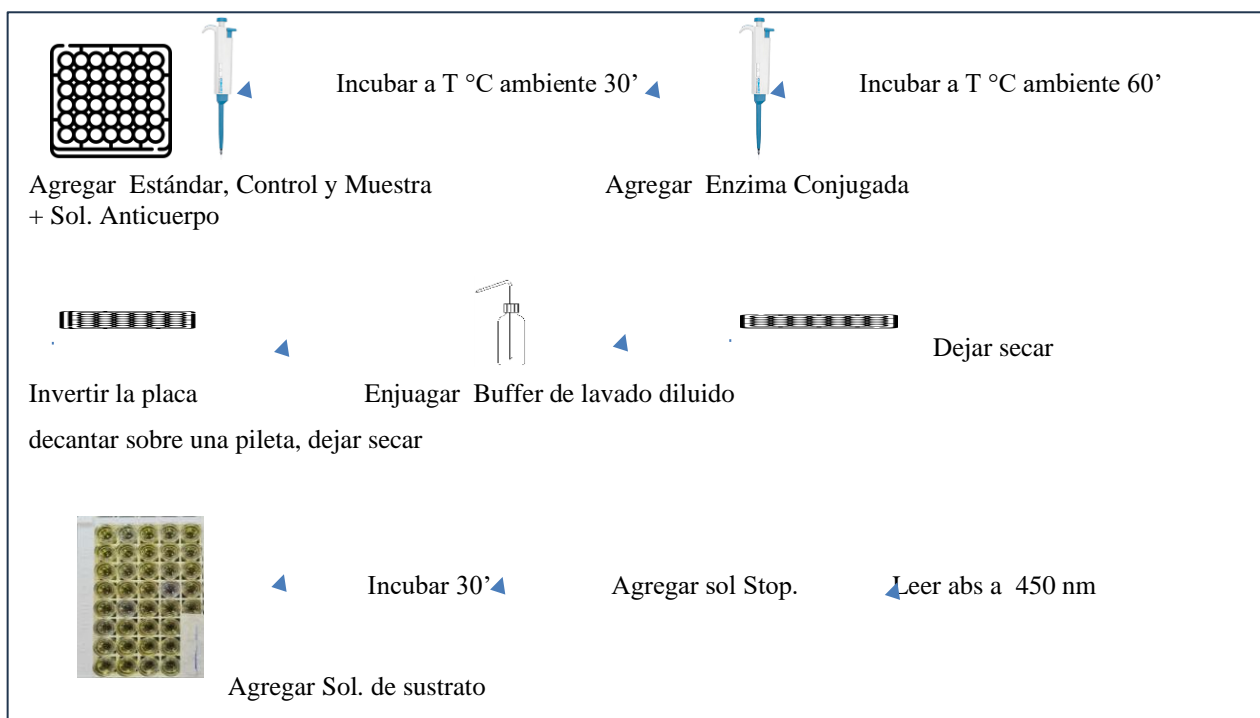 Incubar a T °C ambiente 30’
Incubar a T °C ambiente 60’
Agregar Estándar, Control y Muestra
+ Sol. Anticuerpo
Agregar Enzima Conjugada
Dejar secar
Invertir la placa
decantar sobre una pileta, dejar secar
Enjuagar Buffer de lavado diluido
Incubar 30’
Agregar sol Stop.
Leer abs a 450 nm
Agregar Sol. de sustrato